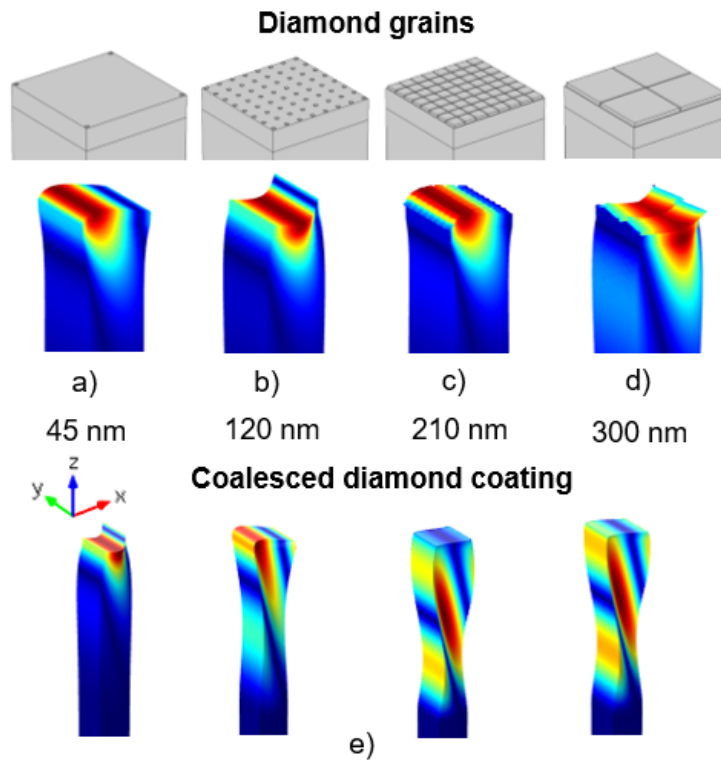 Diamond grains
a) b) c) d)
45 nm 120 nm 210 nm 300 nm
Coalesced diamond coating
z
y x
e)